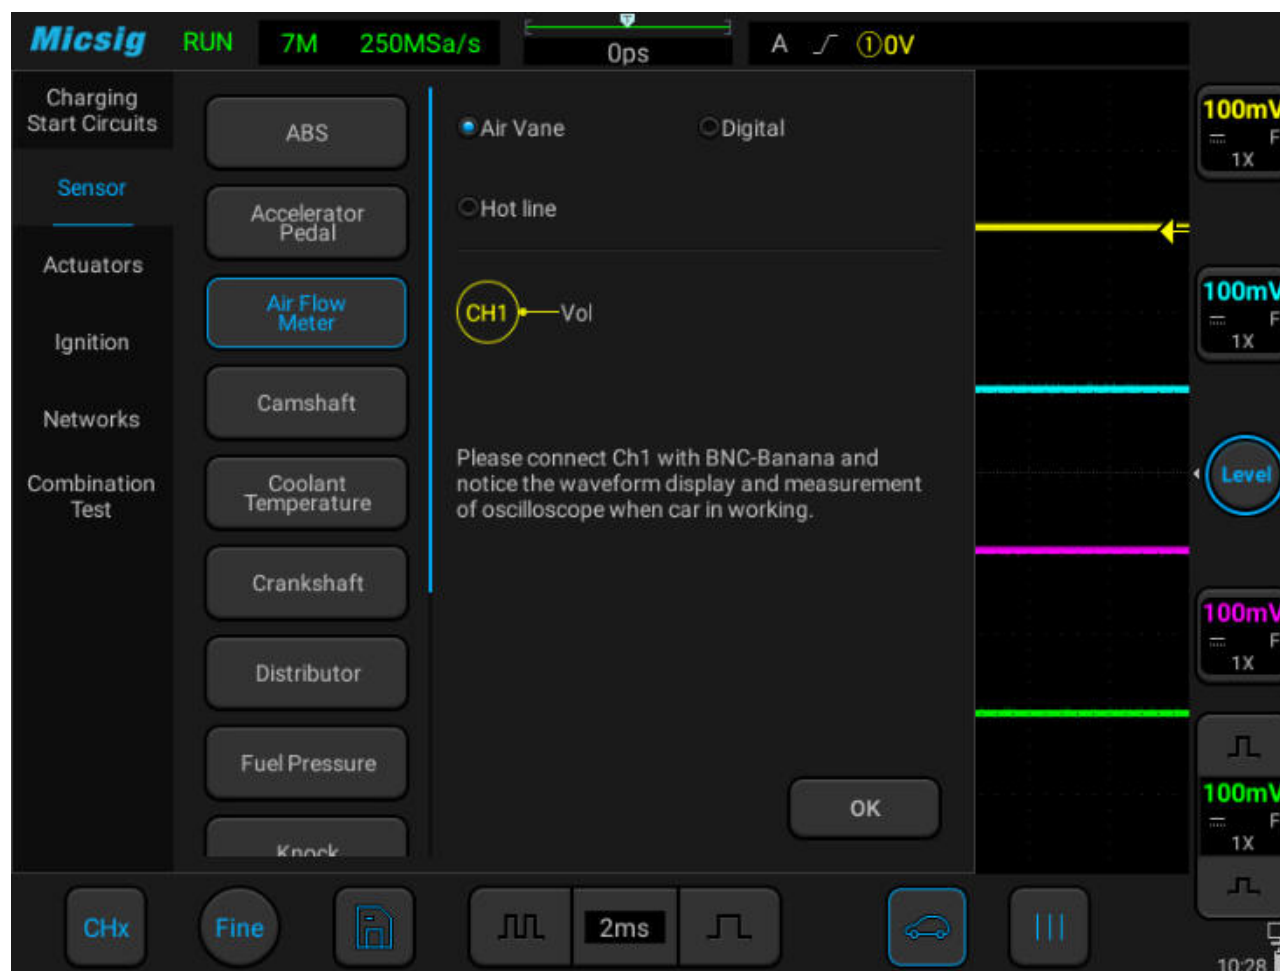 Micsig RUN 7M 250MSa/s T 0ps A ①0V
Charging
Start Circuits
Sensor
Actuators
Ignition
Networks
Combination
Test
ABS
Accelerator
Pedal
Air Flow
Meter
Camshaft
Coolant
Temperature
Crankshaft
Distributor
Fuel Pressure
Knock
Air Vane
Digital
Hot line
CH1 Vol
Please connect Ch1 with BNC-Banana and
notice the waveform display and measurement
of oscilloscope when car in working.
OK
100mV
F
1X
100mV
F
1X
Level
100mV
F
1X
100mV
F
1X
CHx
Fine
2ms
10:28